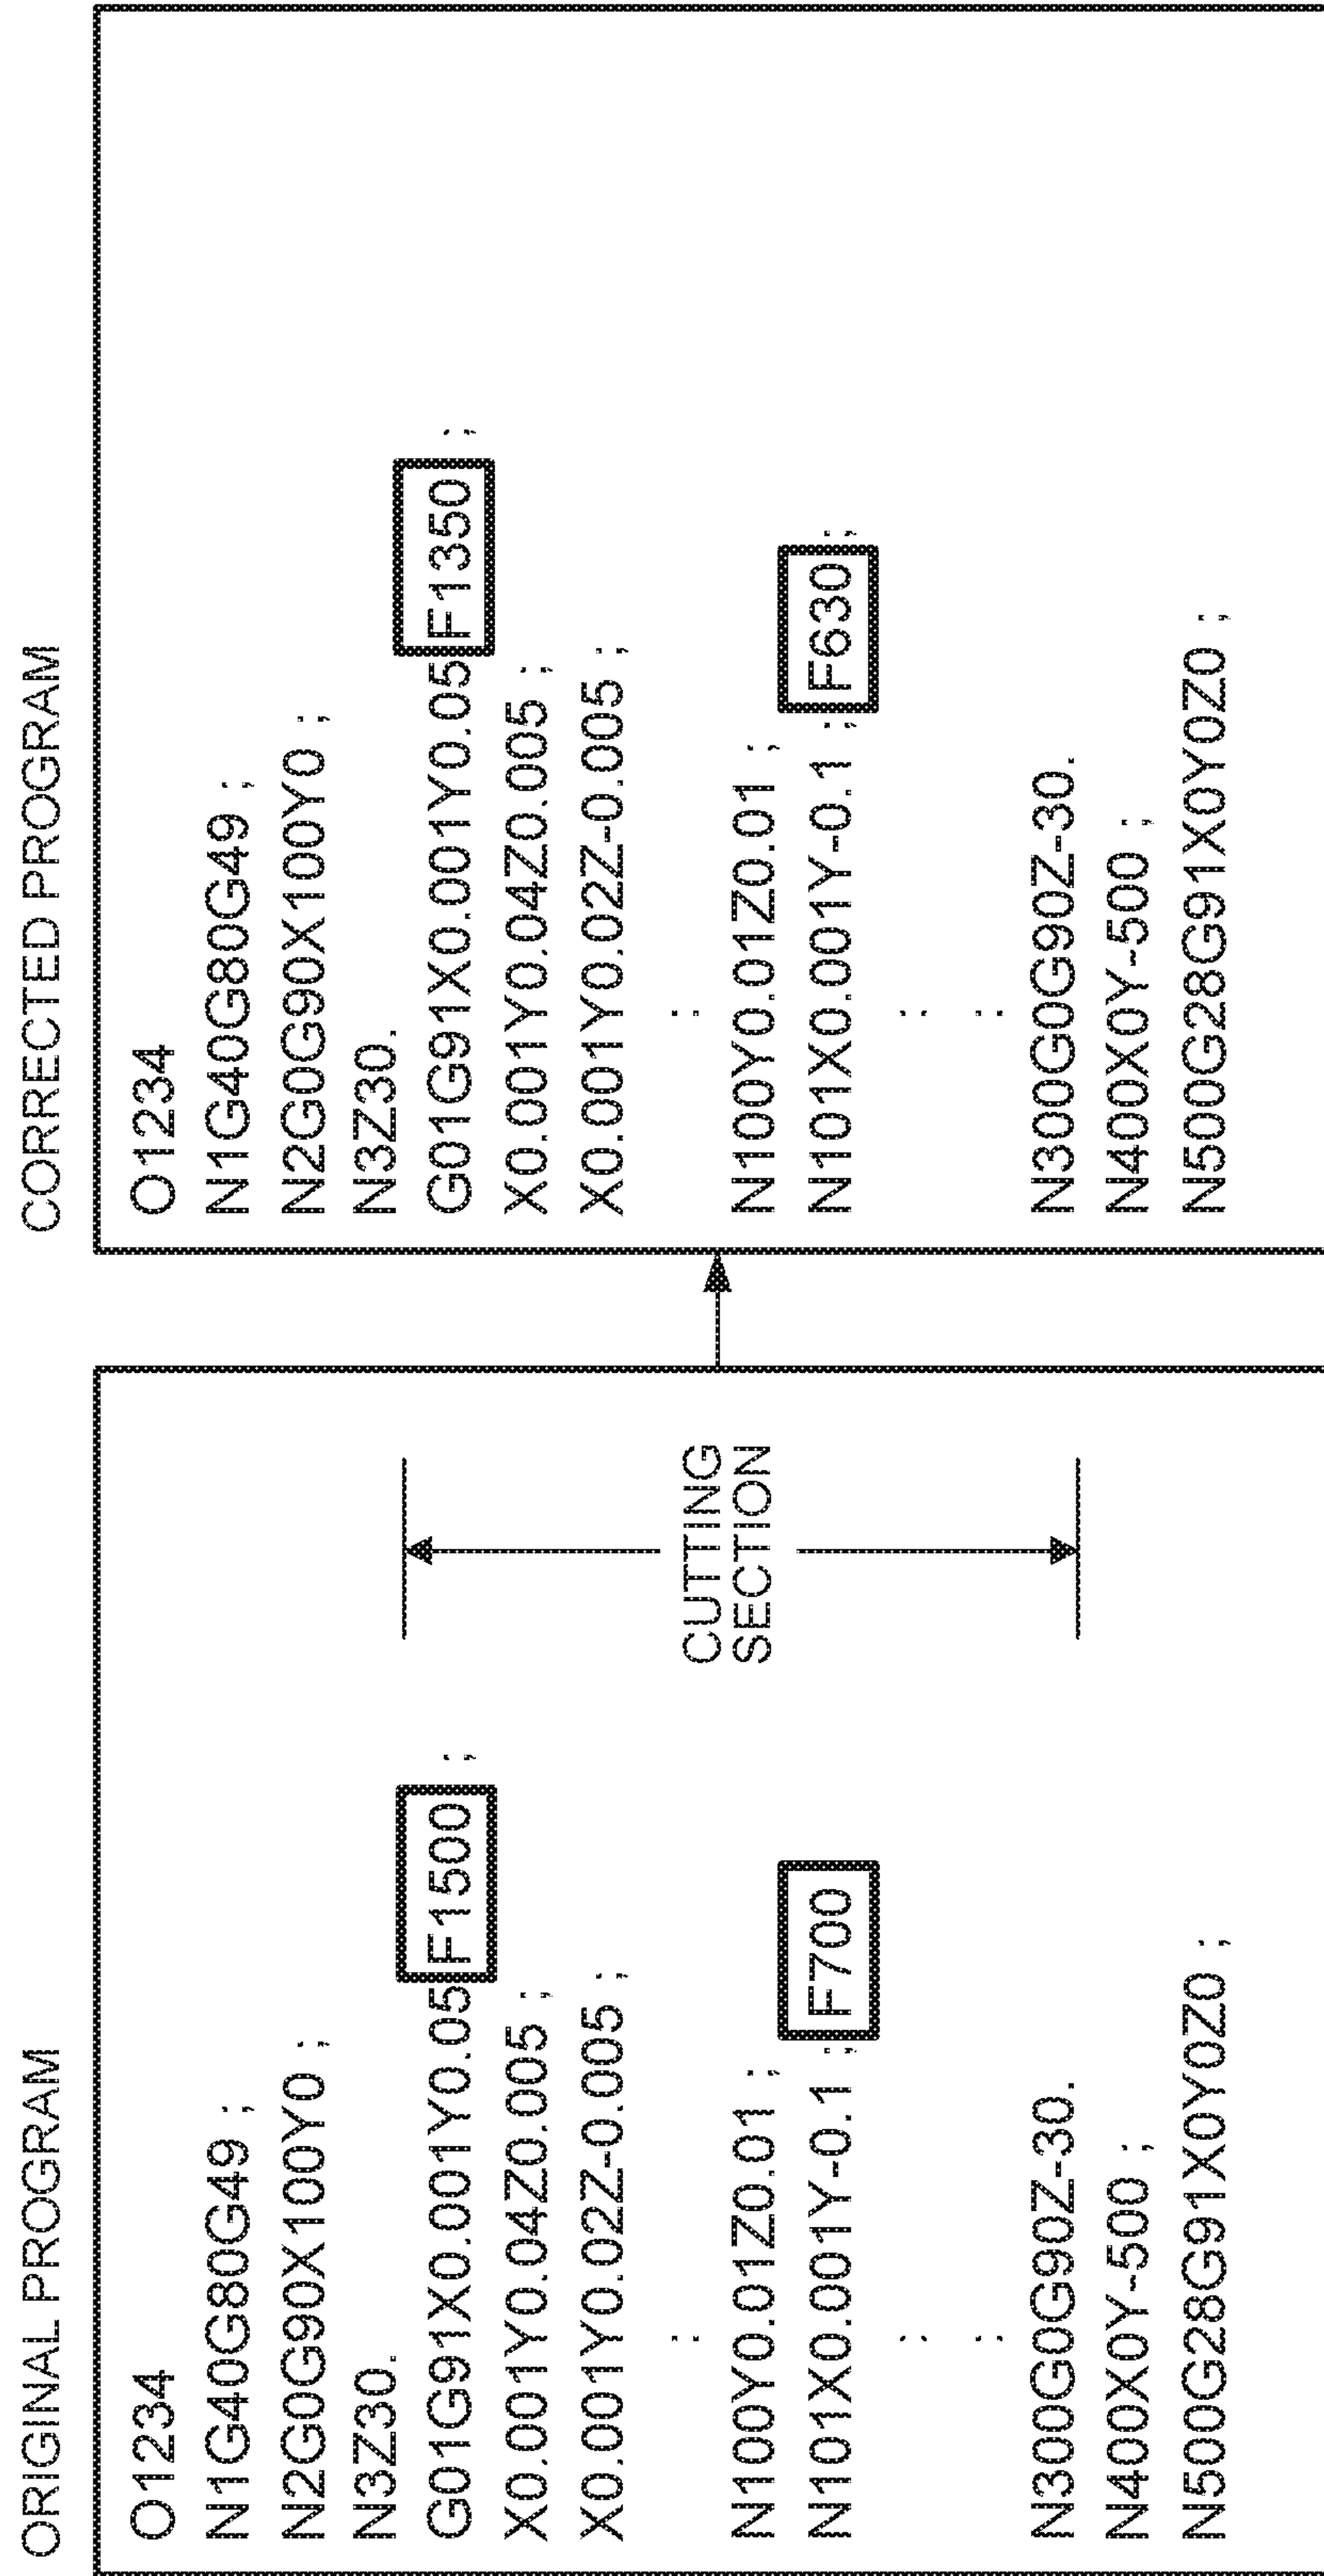 ORIGINAL PROGRAM
O1234
N1G40G80G49 ;
N2G0G90X100Y0 ;
N3Z30.
G01G91X0.001Y0.05F1500 ;
X0.001Y0.04Z0.005 ;
X0.001Y0.02Z-0.005 ;
:
N100Y0.01Z0.01 ;
N101X0.001Y-0.1 ; F700
:
:
N300G0G90Z-30.
N400X0Y-500 ;
N500G28G91X0Y0Z0 ;
CUTTING
SECTION
CORRECTED PROGRAM
O1234
N1G40G80G49 ;
N2G0G90X100Y0 ;
N3Z30.
G01G91X0.001Y0.05F1350 ;
X0.001Y0.04Z0.005 ;
X0.001Y0.02Z-0.005 ;
:
N100Y0.01Z0.01 ;
N101X0.001Y-0.1 ; F630 ;
:
:
N300G0G90Z-30.
N400X0Y-500 ;
N500G28G91X0Y0Z0 ;